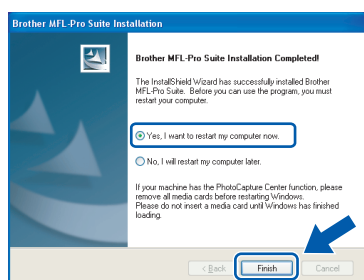 Brother MFL-Pro Suite Installation
Brother MFL-Pro Suite Installation Completed!
The InstallShield Wizard has successfully installed Brother
MFL-Pro Suite. Before you can use the program, you must
restart your computer.
Yes, I want to restart my computer now.
No, I will restart my computer later.
If your machine has the PhotoCapture Center function, please
remove all media cards before restarting Windows.
Please do not insert a media card until Windows has finished
loading.
< Back Finish Cancel